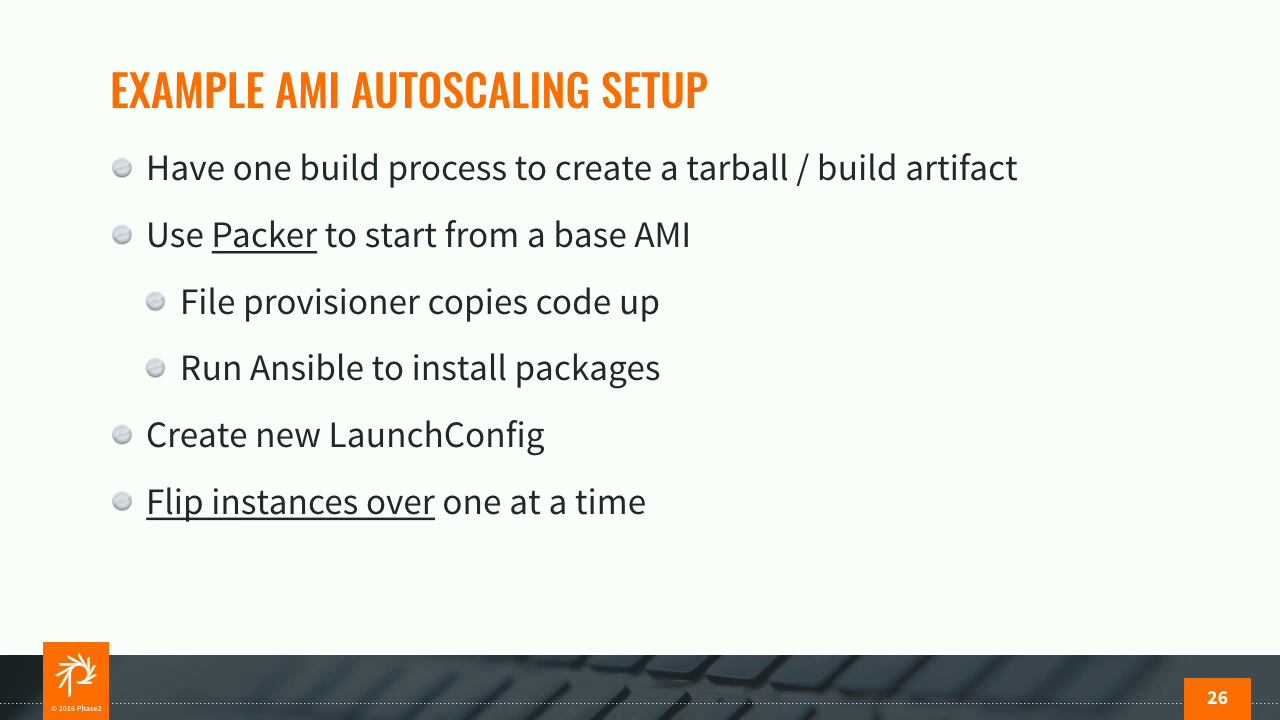 EXAMPLE AMI AUTOSCALING SETUP
Have one build process to create a tarball / build artifact
Use Packer to start from a base AMI
File provisioner copies code up
Run Ansible to install packages
Create new LaunchConfig
Flip instances over one at a time
© 2016 Phase2
26